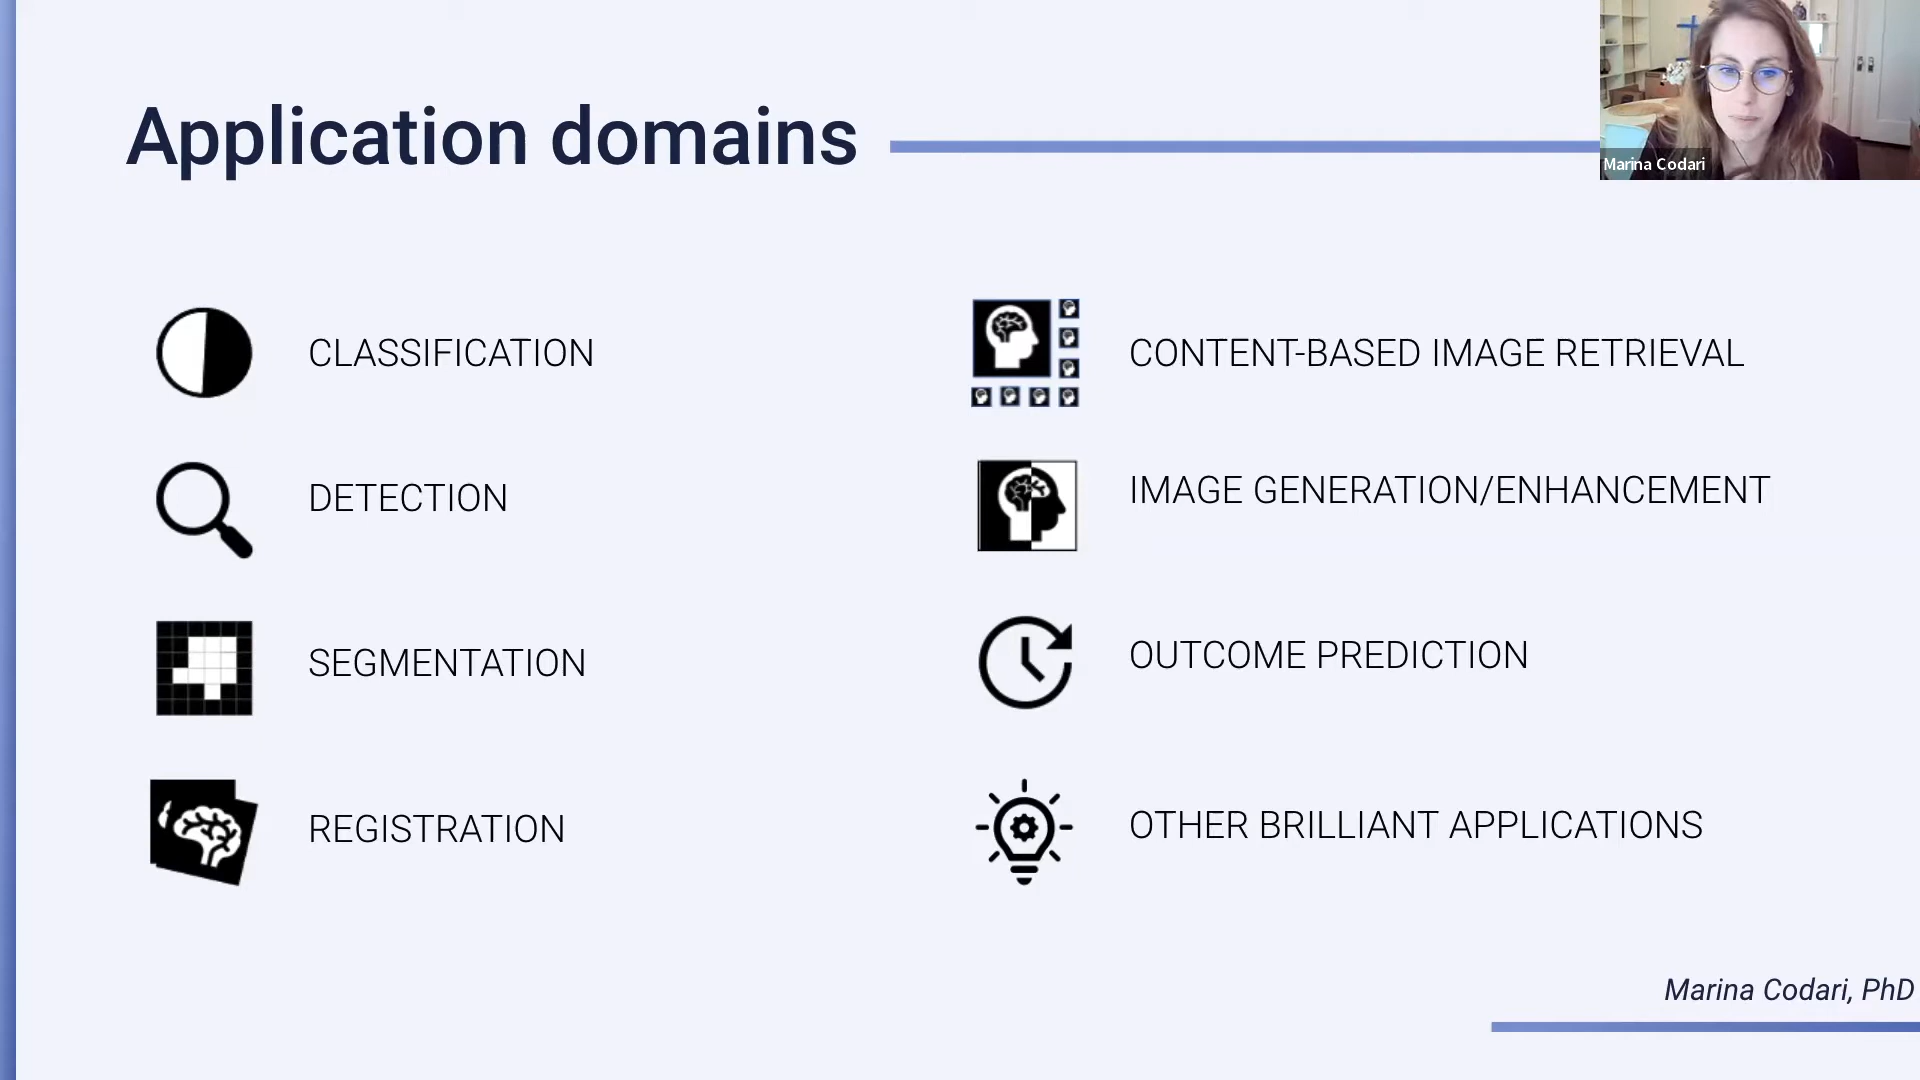 Application domains
Marina Codari
CLASSIFICATION
DETECTION
SEGMENTATION
REGISTRATION
CONTENT-BASED IMAGE RETRIEVAL
IMAGE GENERATION/ENHANCEMENT
OUTCOME PREDICTION
OTHER BRILLIANT APPLICATIONS
Marina Codari, PhD